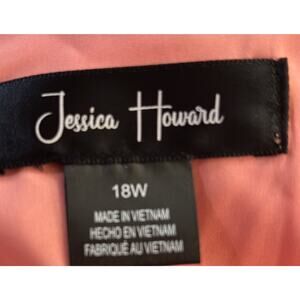 Jessica Howard
18W
MADE IN VIETNAM
HECHO EN VIETNAM
FABRIQUÉ AU VIETNAM